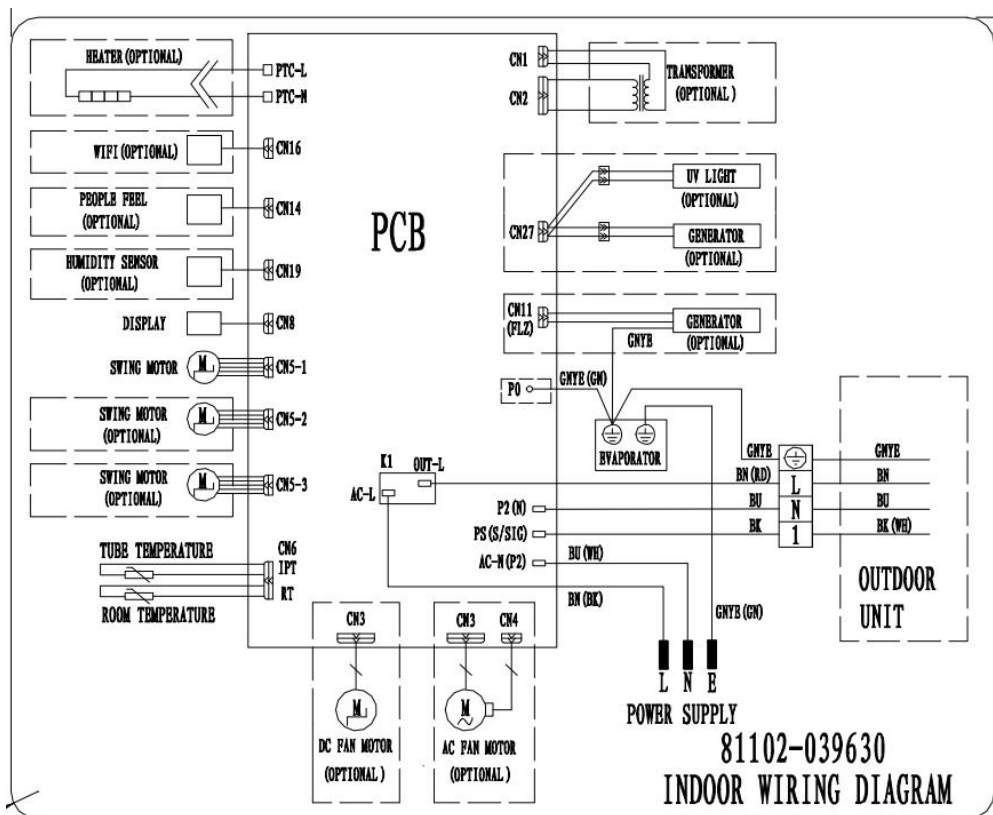 HEATER(OPTIONAL)
PTC-L
PTC-N
WIFI(OPTIONAL)
CN16
PEOPLE FEEL
(OPTIONAL)
CN14
HUMIDITY SENSOR
(OPTIONAL)
CN19
DISPLAY
CN8
SWING MOTOR
M
CN5-1
SWING MOTOR
(OPTIONAL)
M
CN5-2
SWING MOTOR
(OPTIONAL)
M
CN5-3
TUBE TEMPERATURE
CN6
IPT
RT
ROOM TEMPERATURE
PCB
CN1
CN2
TRANSFORMER
(OPTIONAL)
CN27
UV LIGHT
(OPTIONAL)
GENERATOR
(OPTIONAL)
CN11
(FLZ)
GENERATOR
(OPTIONAL)
GNYE
P0
GNYE(GN)
EVAPORATOR
K1
OUT-L
AC-L
P2(N)
PS(S/SIG)
AC-N(P2)
BU(WH)
BN(BK)
GNYE(GN)
GNYE
BN(RD)
BU
BK
L
N
1
GNYE
BN
BU
BK(WH)
OUTDOOR
UNIT
CN3
M
DC FAN MOTOR
(OPTIONAL)
CN3
CN4
M
AC FAN MOTOR
(OPTIONAL)
L N E
POWER SUPPLY
81102-039630
INDOOR WIRING DIAGRAM